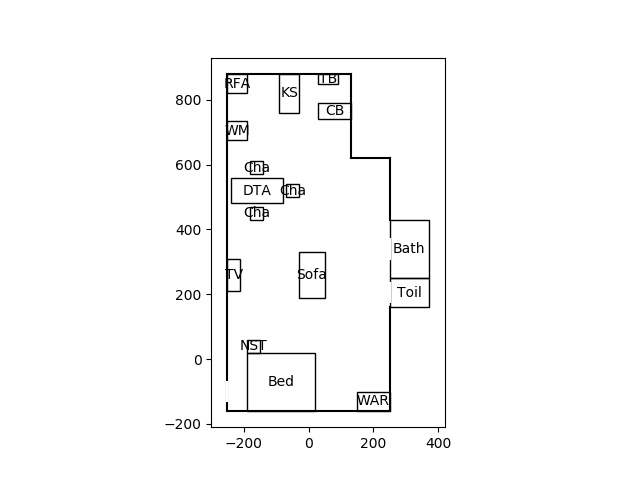 RFA
KS
TB
CB
WM
Cha
DTA
Cha
Cha
Bath
TV
Sofa
Toil
NST
Bed
WAR
800
600
400
200
0
−200
−200
0
200
400